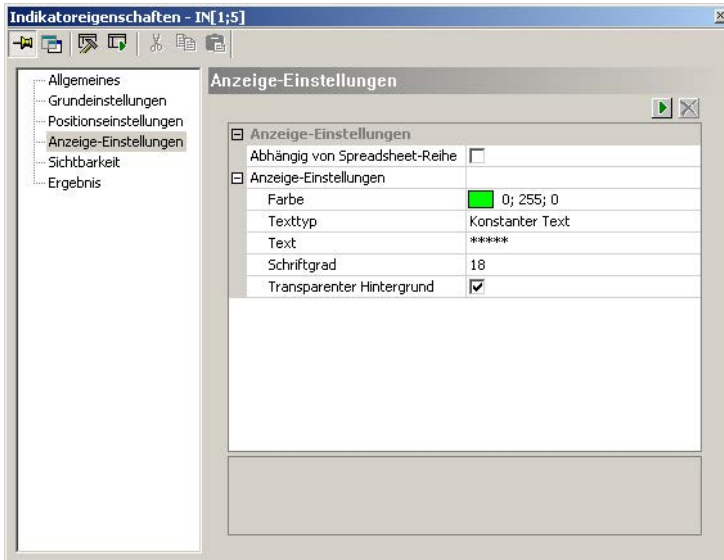 Indikatoreigenschaften - IN[1;5]
Allgemeines
Grundeinstellungen
Positionseinstellungen
Anzeige-Einstellungen
Sichtbarkeit
Ergebnis
Anzeige-Einstellungen
Anzeige-Einstellungen
Abhängig von Spreadsheet-Reihe
Anzeige-Einstellungen
Farbe 0; 255; 0
Texttyp Konstanter Text
Text *****
Schriftgrad 18
Transparenter Hintergrund